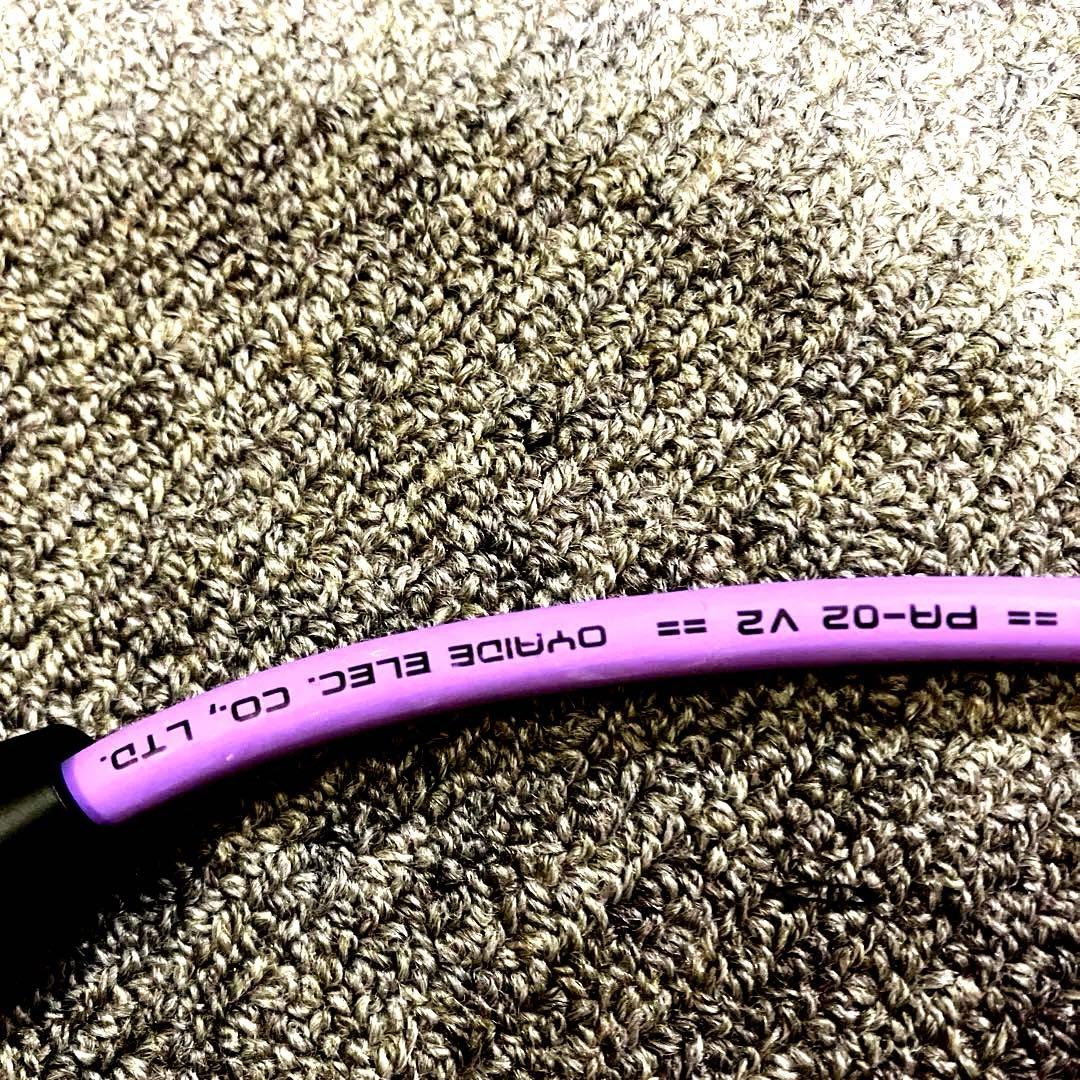 == PA-02 V2 == OYAIDE ELEC. CO., LTD.